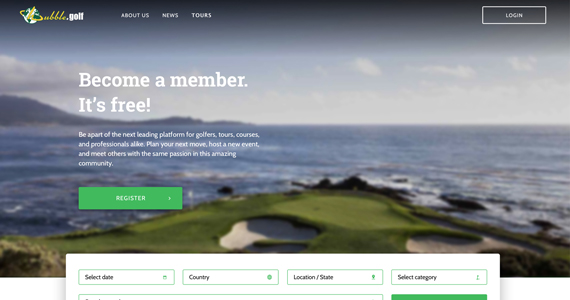 Bubble.golf
ABOUT US
NEWS
TOURS
LOGIN
Become a member.
It's free!
Be apart of the next leading platform for golfers, tours, courses,
and professionals alike. Plan your next move, host a new event,
and meet others with the same passion in this amazing
community.
REGISTER
Select date
Country
Location / State
Select category